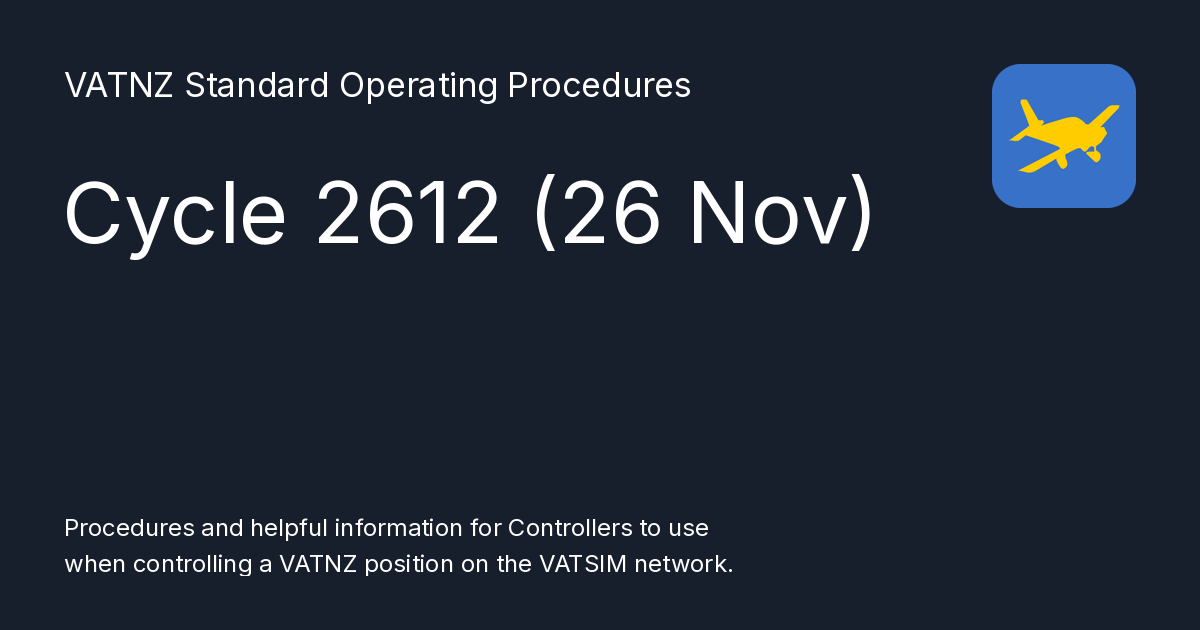 VATNZ Standard Operating Procedures
Cycle 2612 (26 Nov)
Procedures and helpful information for Controllers to use
when controlling a VATNZ position on the VATSIM network.